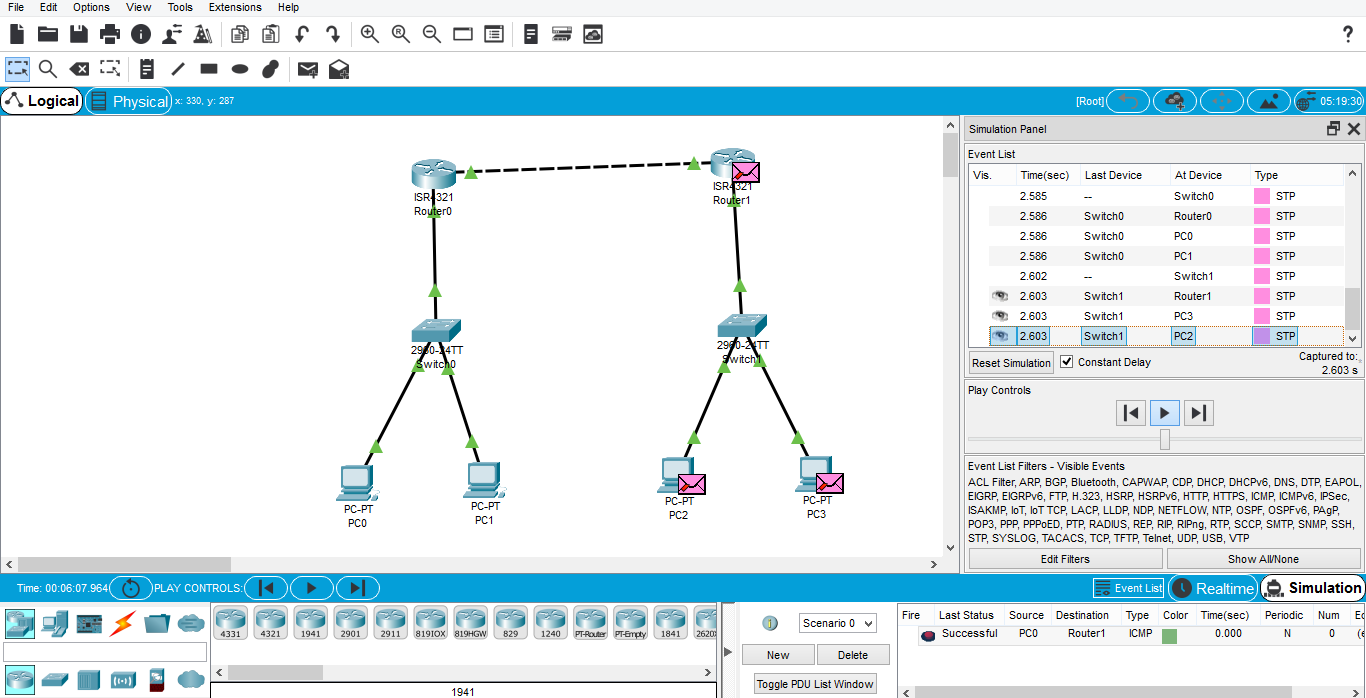 File Edit Options View Tools Extensions Help
?
Logical Physical x: 330, y: 287 [Root] 05:19:30
Simulation Panel
Event List
Vis. Time(sec) Last Device At Device Type
2.585 -- Switch0 STP
2.586 Switch0 Router0 STP
2.586 Switch0 PC0 STP
2.586 Switch0 PC1 STP
2.602 -- Switch1 STP
2.603 Switch1 Router1 STP
2.603 Switch1 PC3 STP
2.603 Switch1 PC2 STP
Reset Simulation Constant Delay Captured to:
2.603 s
Play Controls
Event List Filters - Visible Events
ACL Filter, ARP, BGP, Bluetooth, CAPWAP, CDP, DHCP, DHCPv6, DNS, DTP, EAPOL,
EIGRP, EIGRPv6, FTP, H.323, HSRP, HSRPv6, HTTP, HTTPS, ICMP, ICMPv6, IPSec,
ISAKMP, IoT, IoT TCP, LACP, LLDP, NDP, NETFLOW, NTP, OSPF, OSPFv6, PAgP,
POP3, PPP, PPPoED, PTP, RADIUS, REP, RIP, RIPng, RTP, SCCP, SMTP, SNMP, SSH,
STP, SYSLOG, TACACS, TCP, TFTP, Telnet, UDP, USB, VTP
Edit Filters Show All/None
ISR4321
Router0
ISR4321
Router1
2960-24TT
Switch0
2960-24TT
Switch1
PC-PT
PC0
PC-PT
PC1
PC-PT
PC2
PC-PT
PC3
Time: 00:06:07.964 PLAY CONTROLS: Event List Realtime Simulation
4331 4321 1941 2901 2911 819IOX 819HGW 829 1240 PT-Router PT-Empty 1841 2620X
1941
Scenario 0
New Delete
Toggle PDU List Window
Fire Last Status Source Destination Type Color Time(sec) Periodic Num Ec
Successful PC0 Router1 ICMP 0.000 N 0 (e